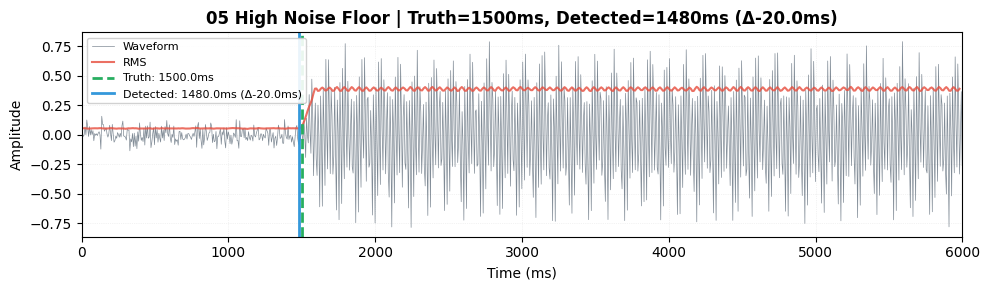 05 High Noise Floor | Truth=1500ms, Detected=1480ms (Δ-20.0ms)
Waveform
RMS
Truth: 1500.0ms
Detected: 1480.0ms (Δ-20.0ms)
Amplitude
0.75
0.50
0.25
0.00
−0.25
−0.50
−0.75
0
1000
2000
3000
4000
5000
6000
Time (ms)